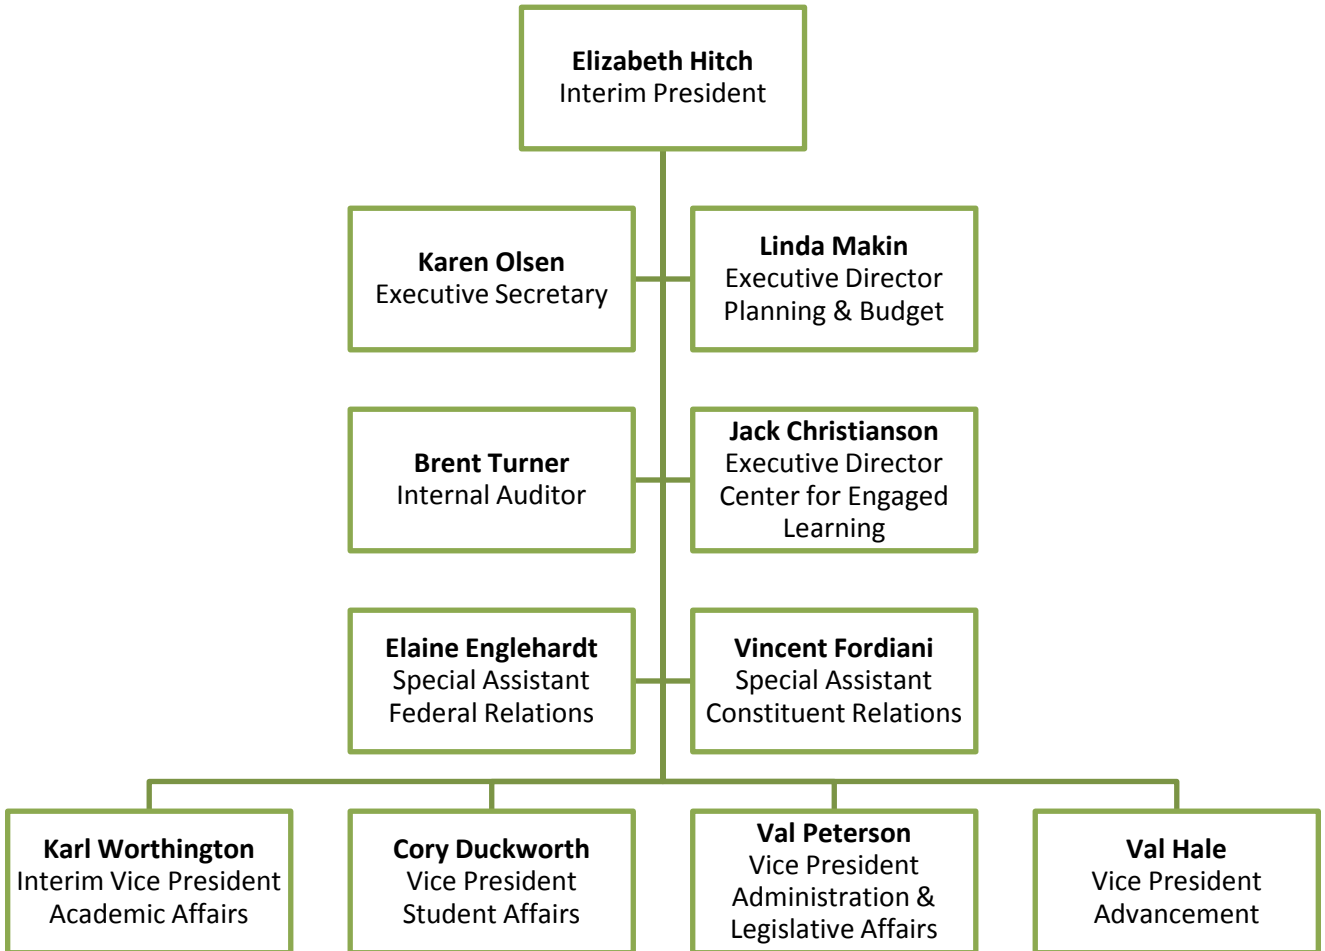 Elizabeth Hitch
Interim President
Karen Olsen
Executive Secretary
Linda Makin
Executive Director
Planning & Budget
Brent Turner
Internal Auditor
Jack Christianson
Executive Director
Center for Engaged
Learning
Elaine Englehardt
Special Assistant
Federal Relations
Vincent Fordiani
Special Assistant
Constituent Relations
Karl Worthington
Interim Vice President
Academic Affairs
Cory Duckworth
Vice President
Student Affairs
Val Peterson
Vice President
Administration &
Legislative Affairs
Val Hale
Vice President
Advancement